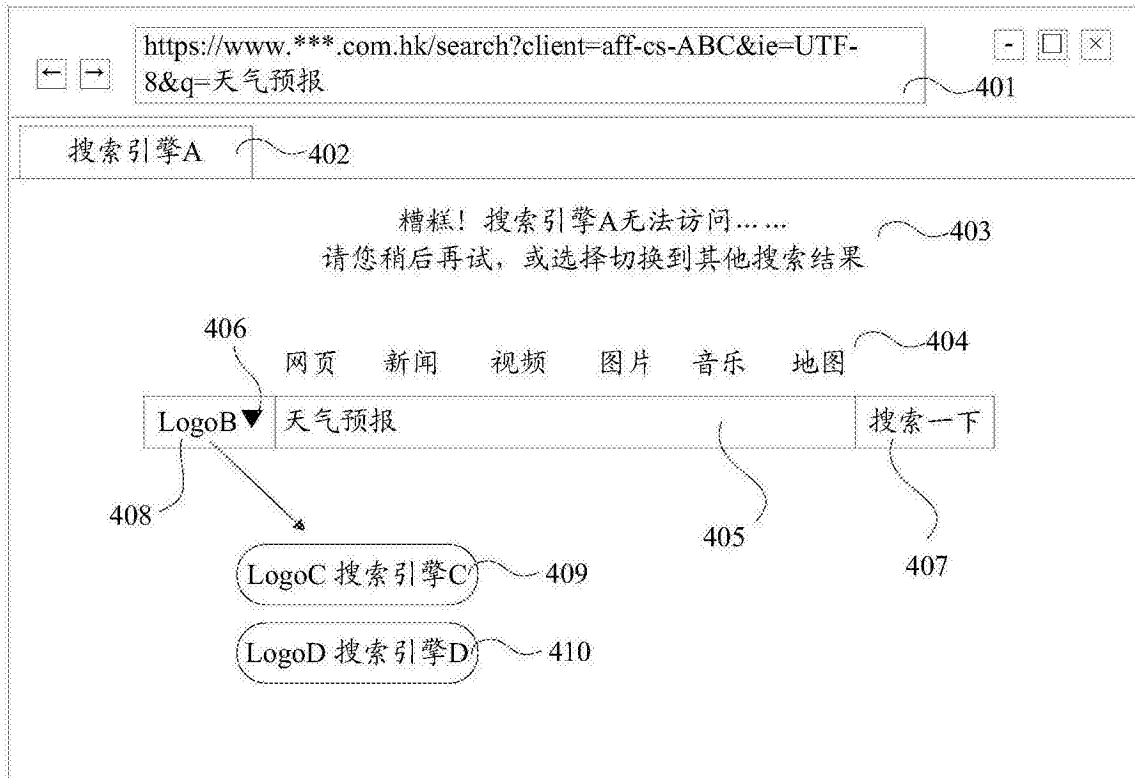 https://www.***.com.hk/search?client=aff-cs-ABC&ie=UTF-
8&q=天气预报
401
搜索引擎A
402
糟糕！搜索引擎A无法访问……
请您稍后再试，或选择切换到其他搜索结果
403
406
网页 新闻 视频 图片 音乐 地图
404
LogoB▼ 天气预报 搜索一下
408
405
407
LogoC 搜索引擎C
409
LogoD 搜索引擎D
410